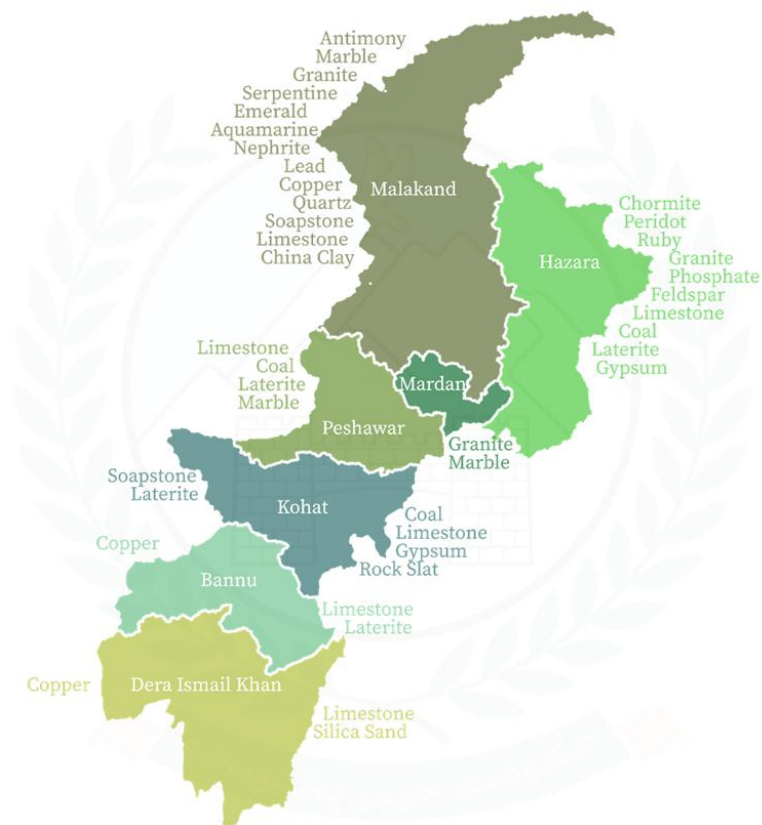 Antimony
Marble
Granite
Serpentine
Emerald
Aquamarine
Nephrite
Lead
Copper
Quartz
Soapstone
Limestone
China Clay
Malakand
Hazara
Chormite
Peridot
Ruby
Granite
Phosphate
Feldspar
Limestone
Coal
Laterite
Gypsum
Limestone
Coal
Laterite
Marble
Peshawar
Mardan
Granite
Marble
Soapstone
Laterite
Kohat
Coal
Limestone
Gypsum
Rock Slat
Copper
Bannu
Limestone
Laterite
Copper
Dera Ismail Khan
Limestone
Silica Sand